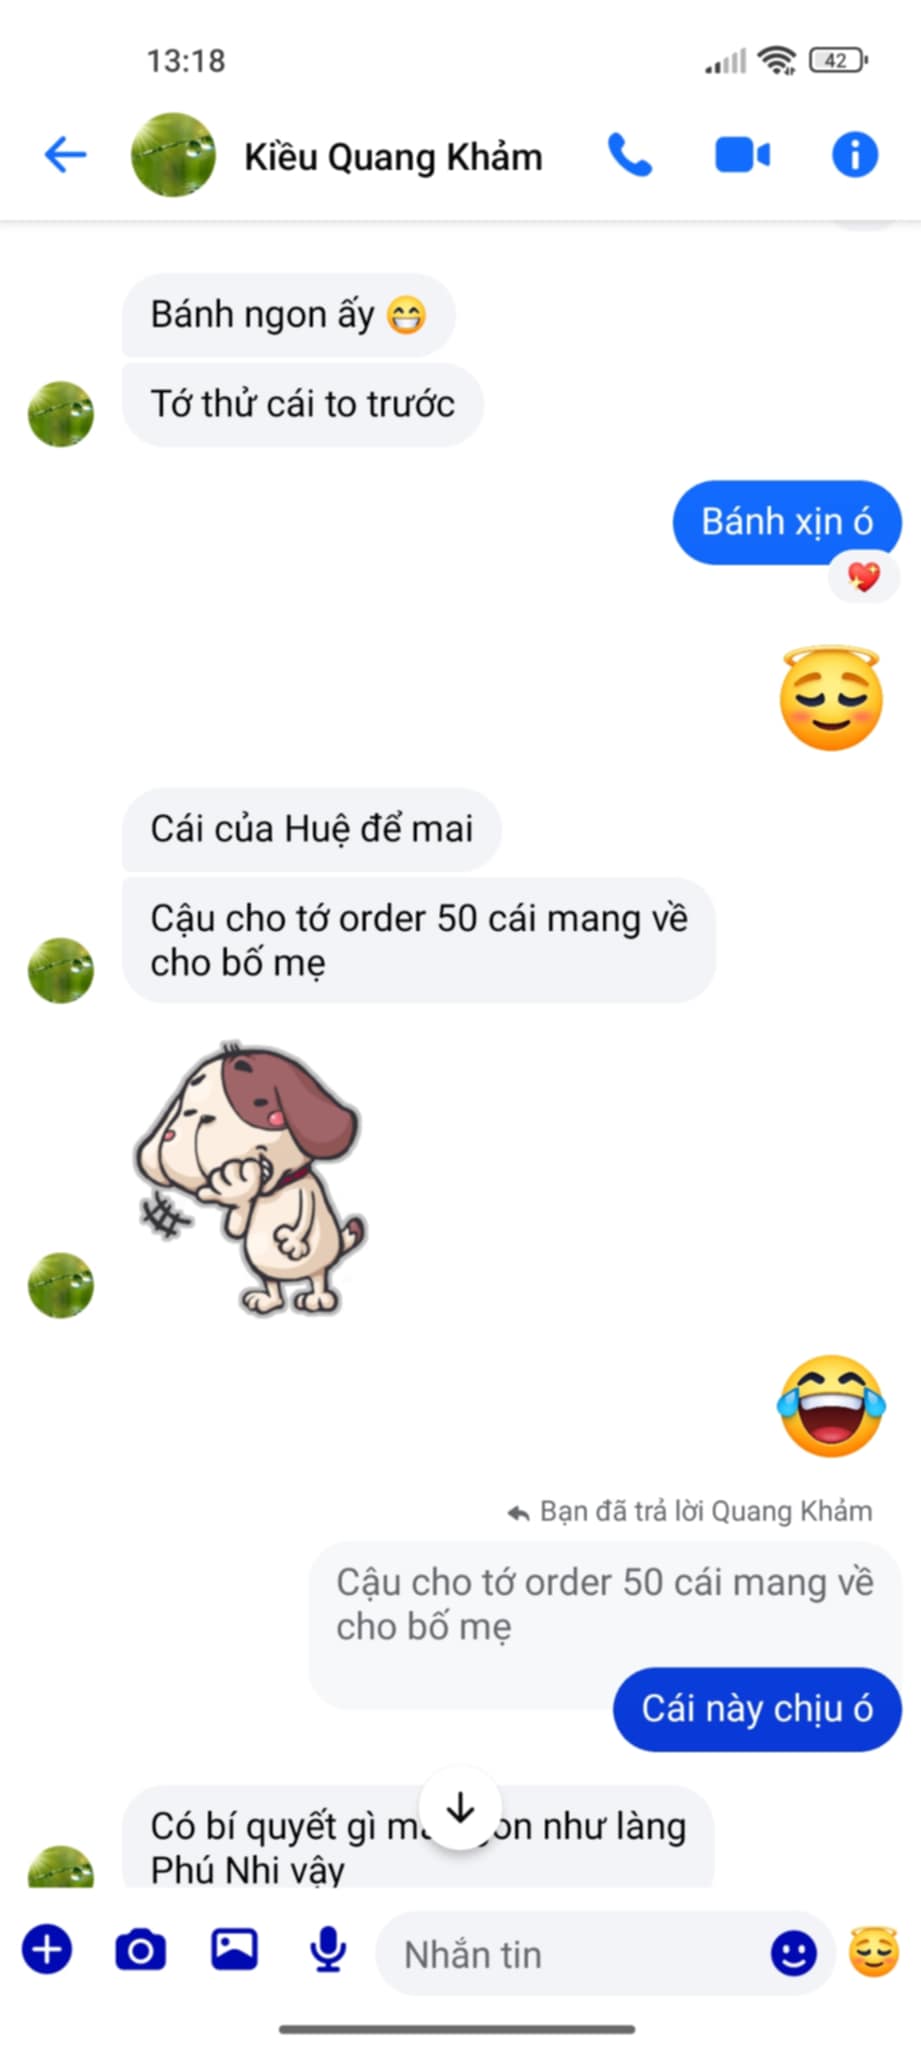 13:18
42
Kiều Quang Khảm
Bánh ngon ấy 😁
Tớ thử cái to trước
Bánh xịn ó
Cái của Huệ để mai
Cậu cho tớ order 50 cái mang về
cho bố mẹ
Bạn đã trả lời Quang Khảm
Cậu cho tớ order 50 cái mang về
cho bố mẹ
Cái này chịu ó
Có bí quyết gì như làng
Phú Nhi vậy
Nhắn tin